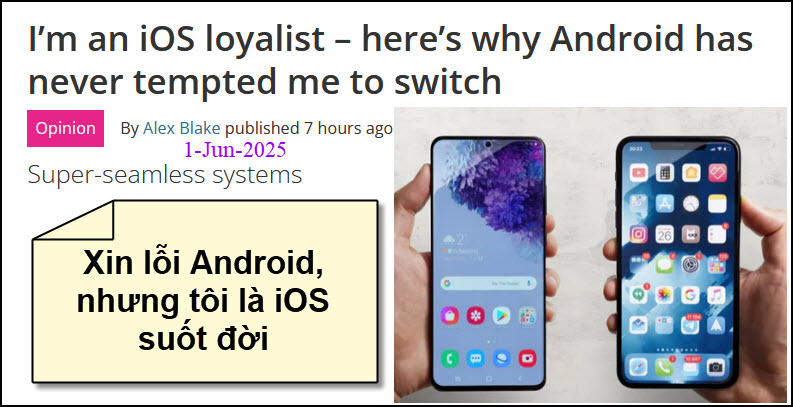 I’m an iOS loyalist – here’s why Android has
never tempted me to switch
Opinion
By Alex Blake published 7 hours ago
1-Jun-2025
Super-seamless systems
Xin lỗi Android,
nhưng tôi là iOS
suốt đời